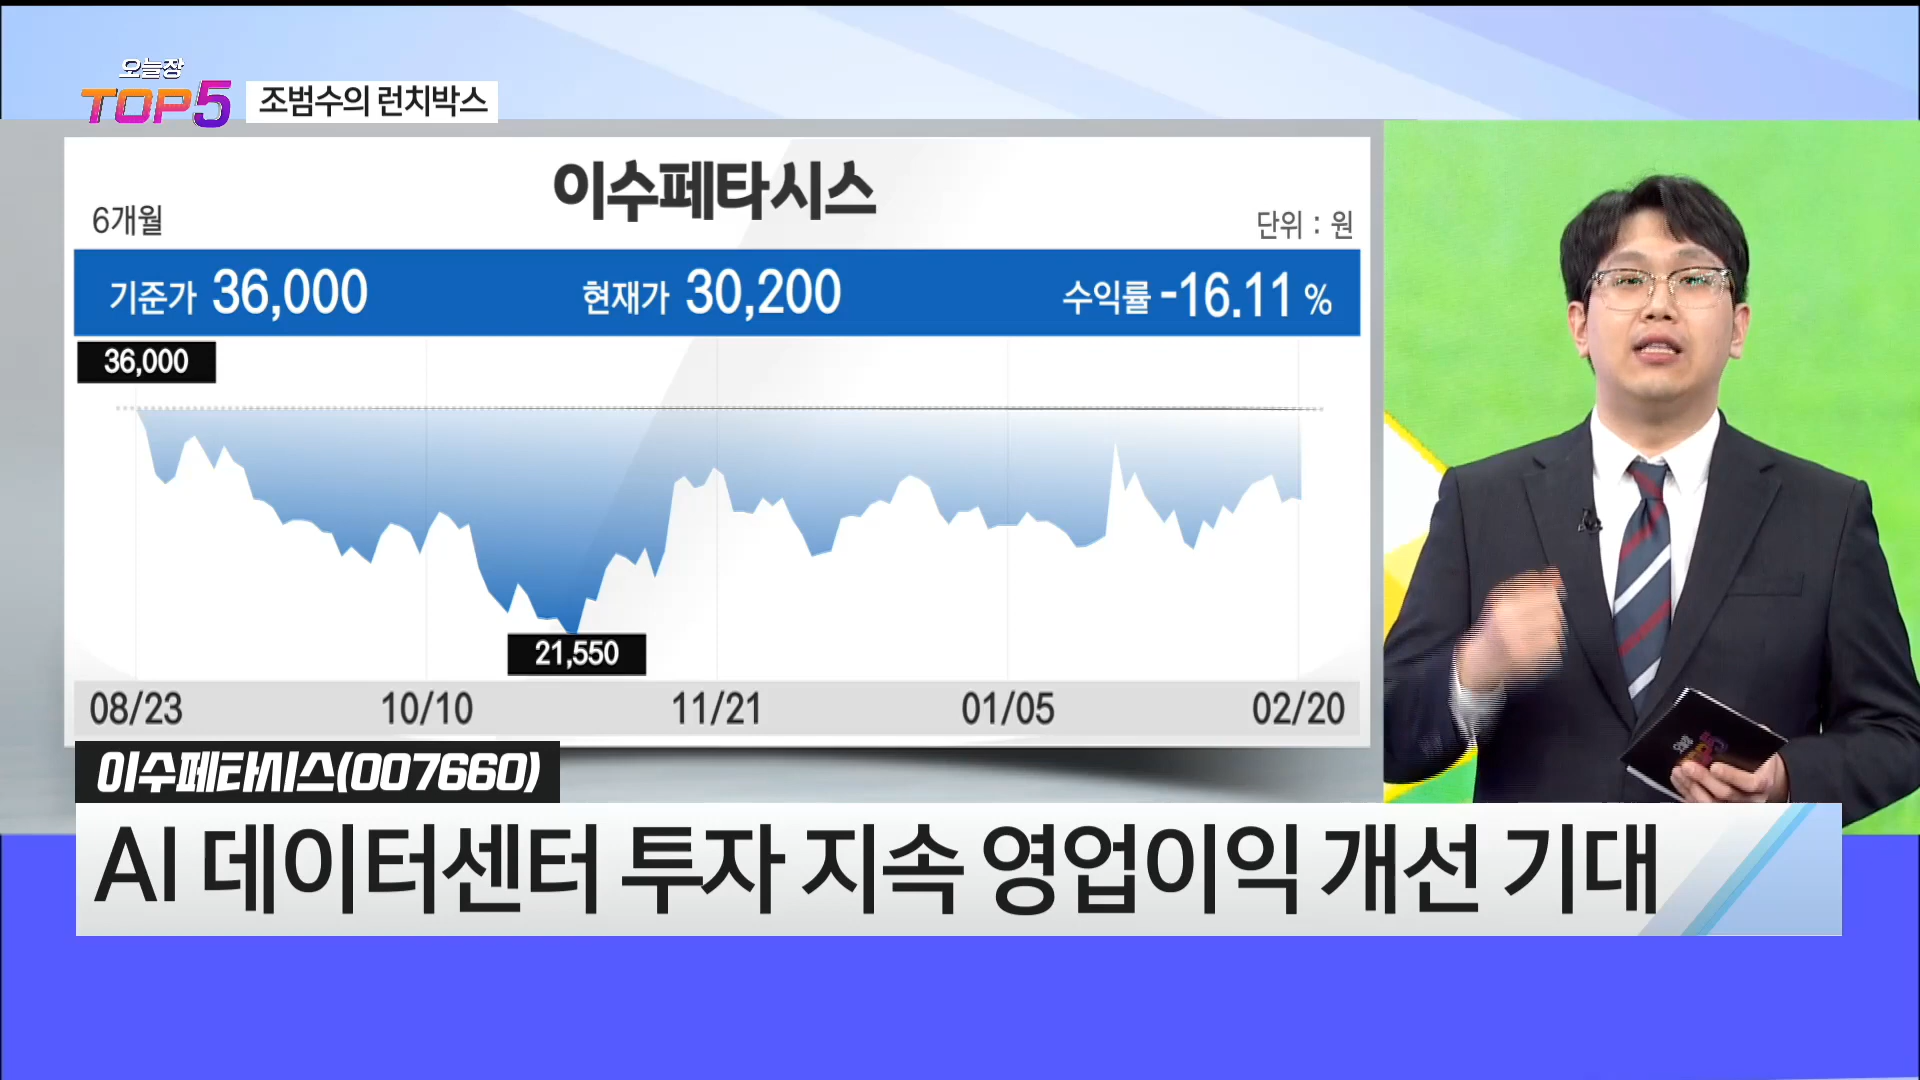 오늘장
TOP5
조범수의 런치박스
이수페타시스
6개월
단위 : 원
기준가 36,000
현재가 30,200
수익률 -16.11 %
36,000
21,550
08/23 10/10 11/21 01/05 02/20
이수페타시스(007660)
AI 데이터센터 투자 지속 영업이익 개선 기대